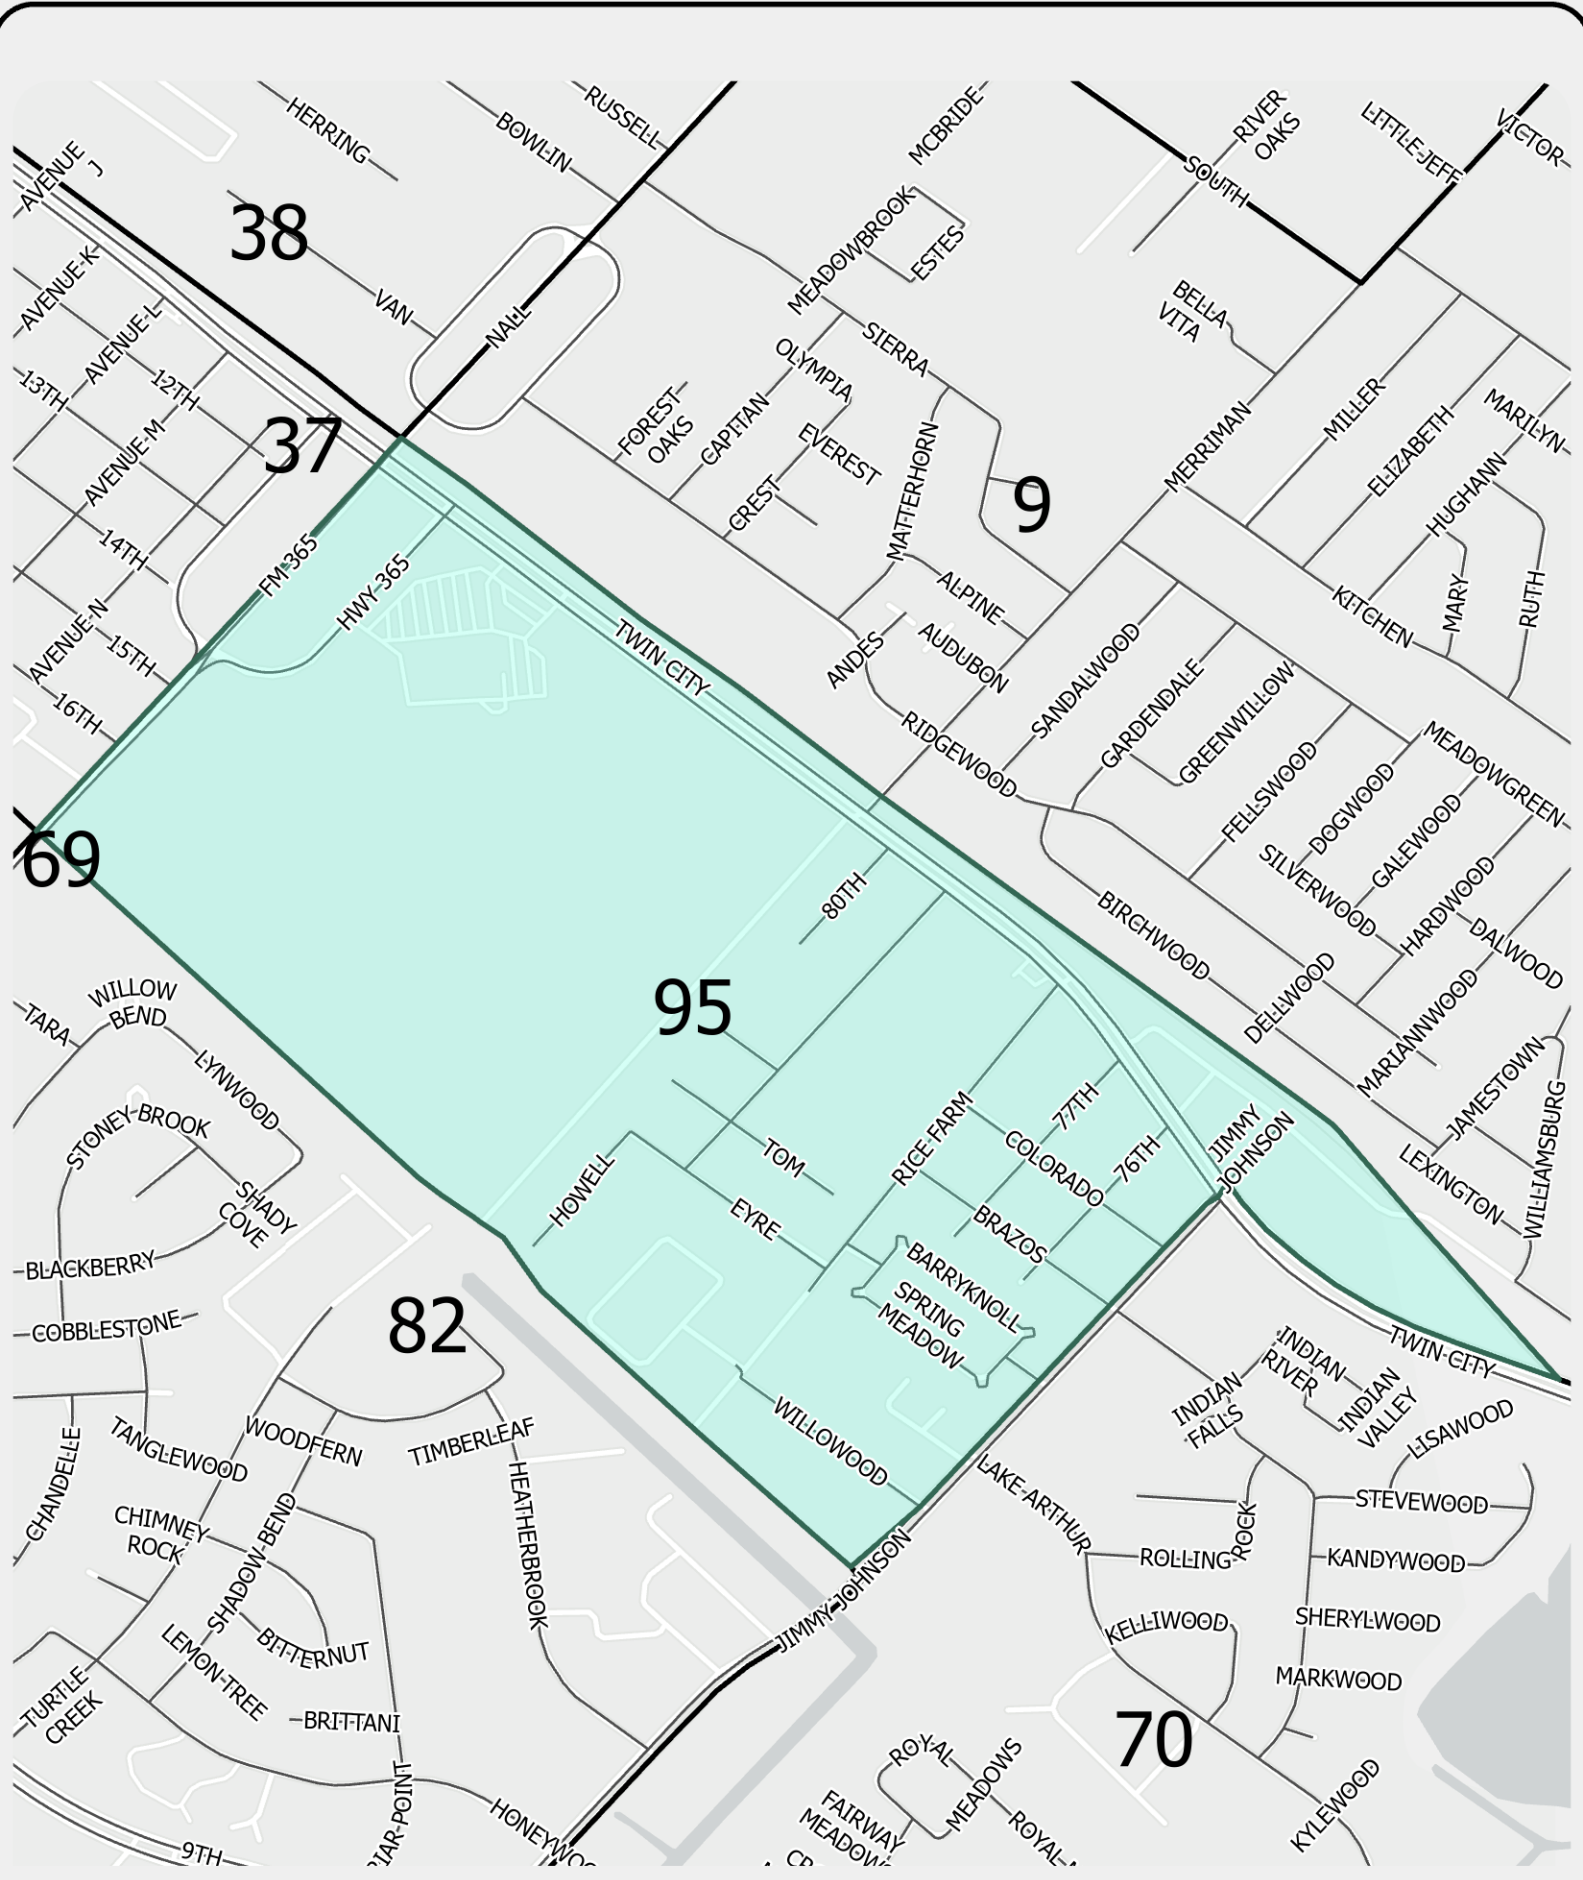 HERRING
BOWLIN
RUSSELL
MCBRIDE
RIVER
OAKS
LITTLE JEFF
VICTOR
AVENUE
J
SOUTH
38
MEADOWBROOK
ESTES
AVENUE K
VAN
NALL
BELLA
VITA
AVENUE L
SIERRA
OLYMPIA
13TH
12TH
FOREST
OAKS
CAPITAN
MERRIMAN
MILLER
ELIZABETH
MARILYN
37
AVENUE M
EVEREST
CREST
MATTERHORN
9
HUGHANN
14TH
FM 365
HWY 365
ALPINE
KITCHEN
MARY
RUTH
AVENUE N
15TH
TWIN CITY
ANDES
AUDUBON
SANDALWOOD
GARDENDALE
GREENWILLOW
16TH
RIDGEWOOD
MEADOWGREEN
FELLSWOOD
DOGWOOD
GALEWOOD
69
80TH
SILVERWOOD
HARDWOOD
BIRCHWOOD
DALWOOD
95
DELLWOOD
MARIANNWOOD
WILLOW
BEND
TARA
LYNWOOD
STONEY BROOK
RICE FARM
77TH
COLORADO
76TH
JIMMY
JOHNSON
JAMESTOWN
WILLIAMSBURG
LEXINGTON
TOM
HOWELL
EYRE
SHADY
COVE
BRAZOS
BLACKBERRY
BARRYKNOLL
SPRING
MEADOW
COBBLESTONE
82
TWIN CITY
INDIAN
RIVER
INDIAN
FALLS
INDIAN
VALLEY
LISAWOOD
WILLOWOOD
TANGLEWOOD
WOODFERN
TIMBERLEAF
CHANDELLE
HEATHERBROOK
LAKE ARTHUR
STEVEWOOD
CHIMNEY
ROCK
SHADOW BEND
ROLLING
ROCK
KANDYWOOD
JIMMY JOHNSON
BITTERNUT
LEMON TREE
KELLIWOOD
SHERYLWOOD
MARKWOOD
TURTLE
CREEK
BRITTANI
70
ROYAL
MEADOWS
KYLEWOOD
9TH
HONEYWOO
FAIRWAY
MEADOW
ROYAL